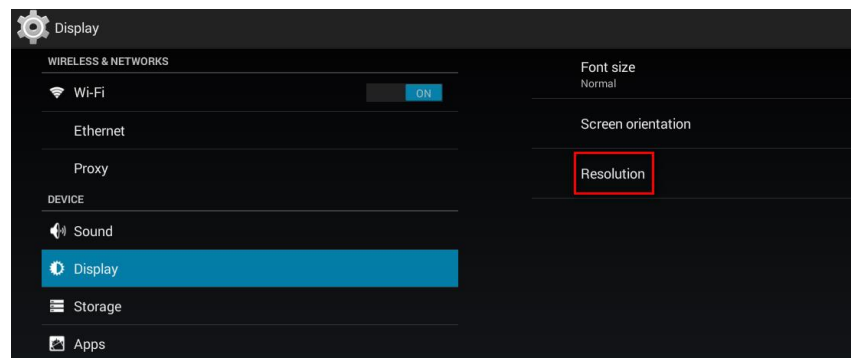 Display
WIRELESS & NETWORKS
Wi-Fi
ON
Ethernet
Proxy
DEVICE
Sound
Display
Storage
Apps
Font size
Normal
Screen orientation
Resolution